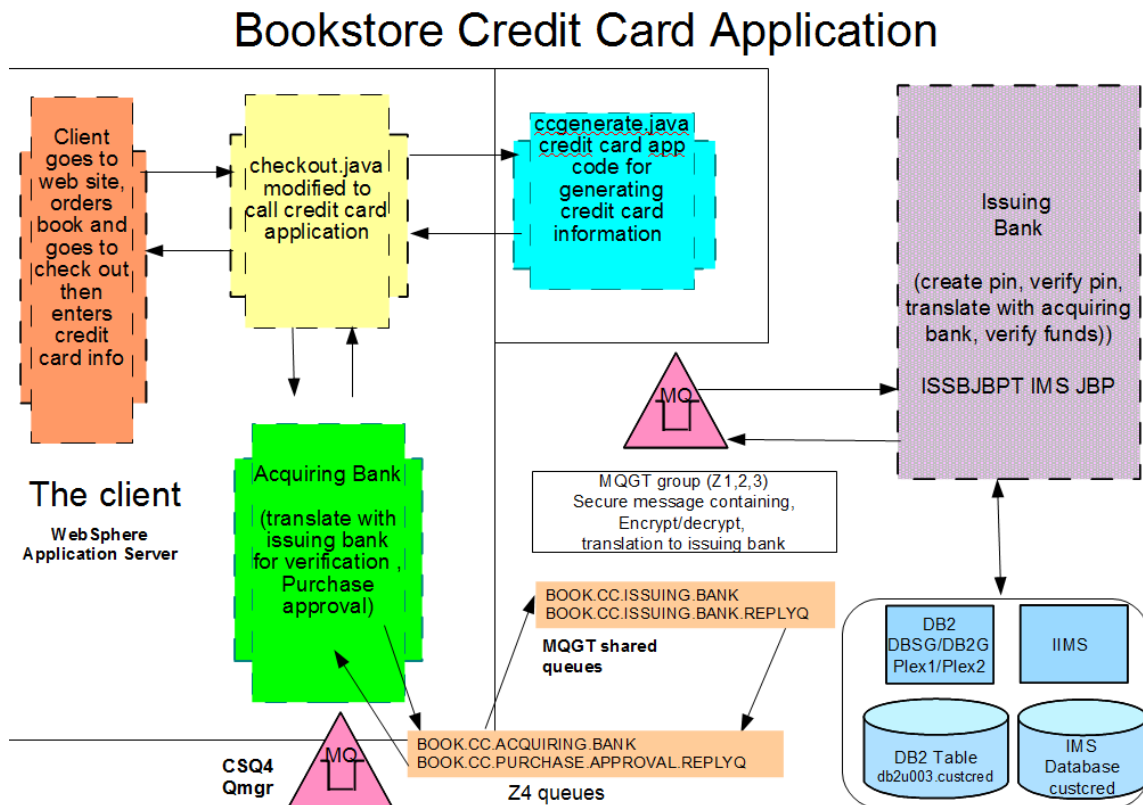 Bookstore Credit Card Application
Client
goes to
web site,
orders
book and
goes to
check out
then
enters
credit
card info
checkout.java
modified to
call credit card
application
ccgenerate.java
credit card app
code for
generating
credit card
information
Issuing
Bank
(create pin, verify pin,
translate with acquiring
bank, verify funds))
ISSBJBPT IMS JBP
MQ
MQGT group (Z1,2,3)
Secure message containing,
Encrypt/decrypt,
translation to issuing bank
The client
WebSphere
Application Server
Acquiring Bank
(translate with
issuing bank
for verification ,
Purchase
approval)
BOOK.CC.ISSUING.BANK
BOOK.CC.ISSUING.BANK.REPLYQ
MQGT shared
queues
DB2
DBSG/DB2G
Plex1/Plex2
IIMS
DB2 Table
db2u003.custcred
IMS
Database
custcred
CSQ4
Qmgr
MQ
BOOK.CC.ACQUIRING.BANK
BOOK.CC.PURCHASE.APPROVAL.REPLYQ
Z4 queues